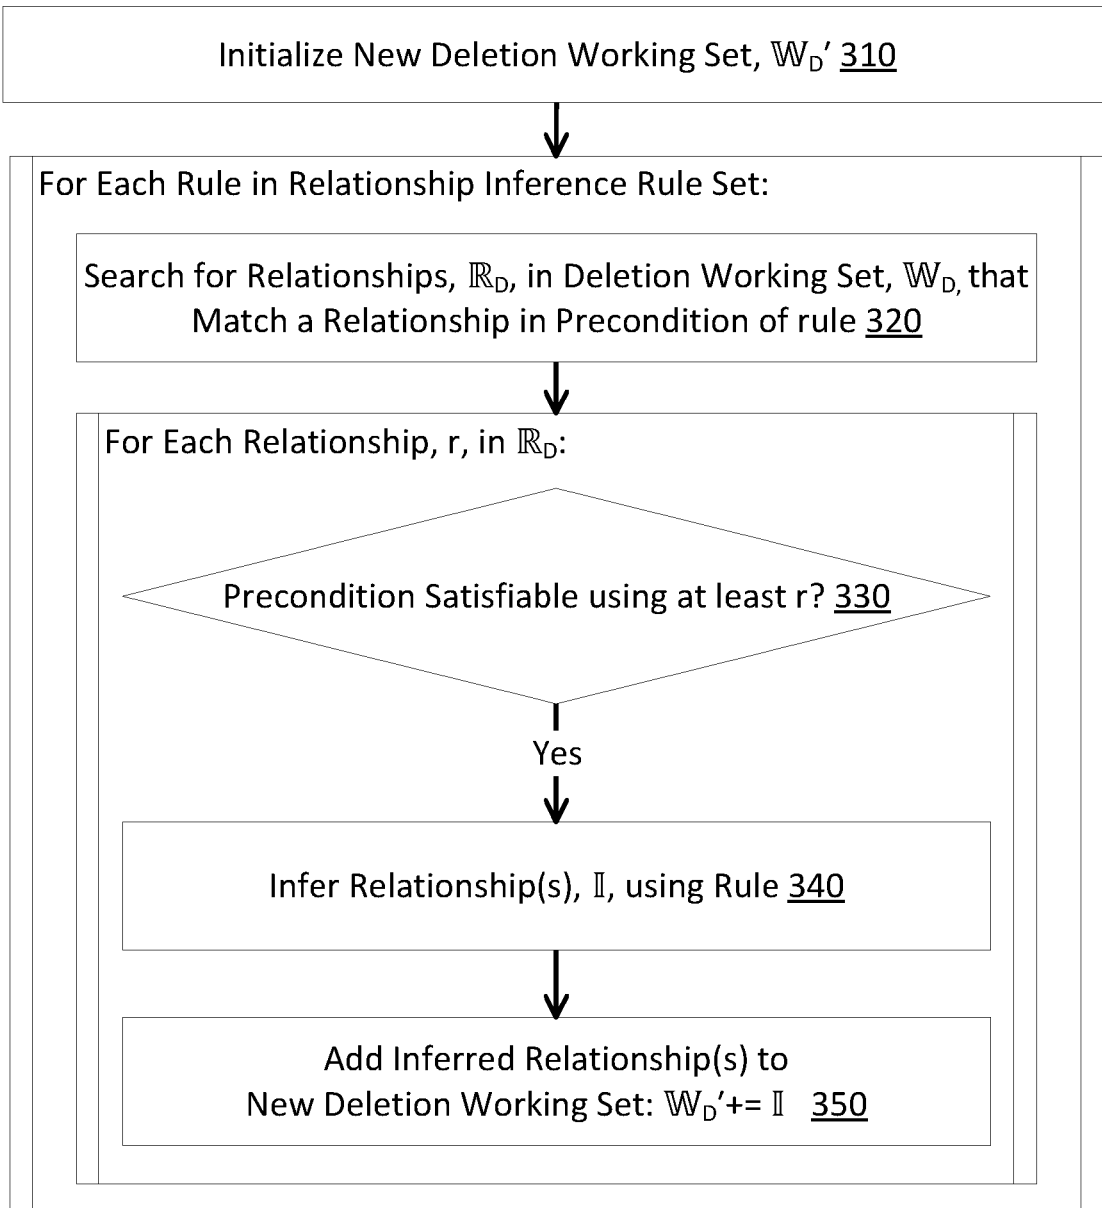 Initialize New Deletion Working Set, 𝕎D′ 310
For Each Rule in Relationship Inference Rule Set:
Search for Relationships, ℝD, in Deletion Working Set, 𝕎D, that
Match a Relationship in Precondition of rule 320
For Each Relationship, r, in ℝD:
Precondition Satisfiable using at least r? 330
Yes
Infer Relationship(s), 𝕀, using Rule 340
Add Inferred Relationship(s) to
New Deletion Working Set: 𝕎D′+= 𝕀 350